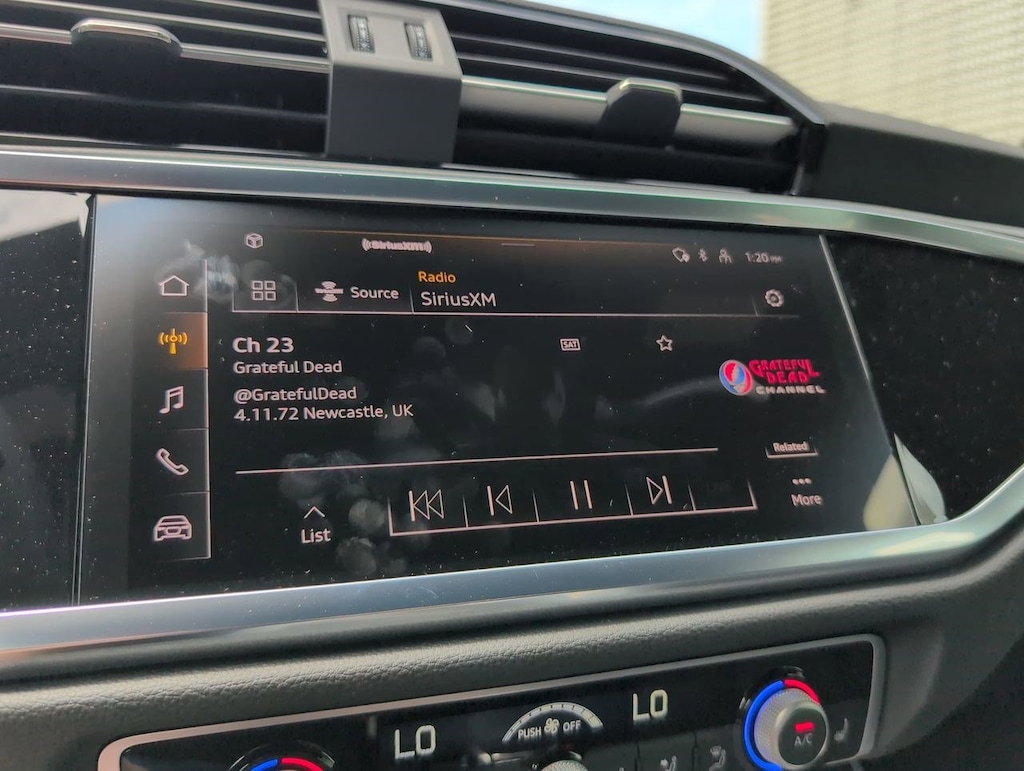 SiriusXM
1:20 PM
Radio
Source
SiriusXM
Ch 23
SAT
Grateful Dead
@GratefulDead
4.11.72 Newcastle, UK
GRATEFUL
DEAD
CHANNEL
Related
List
More
LO
PUSH OFF
LO
A/C